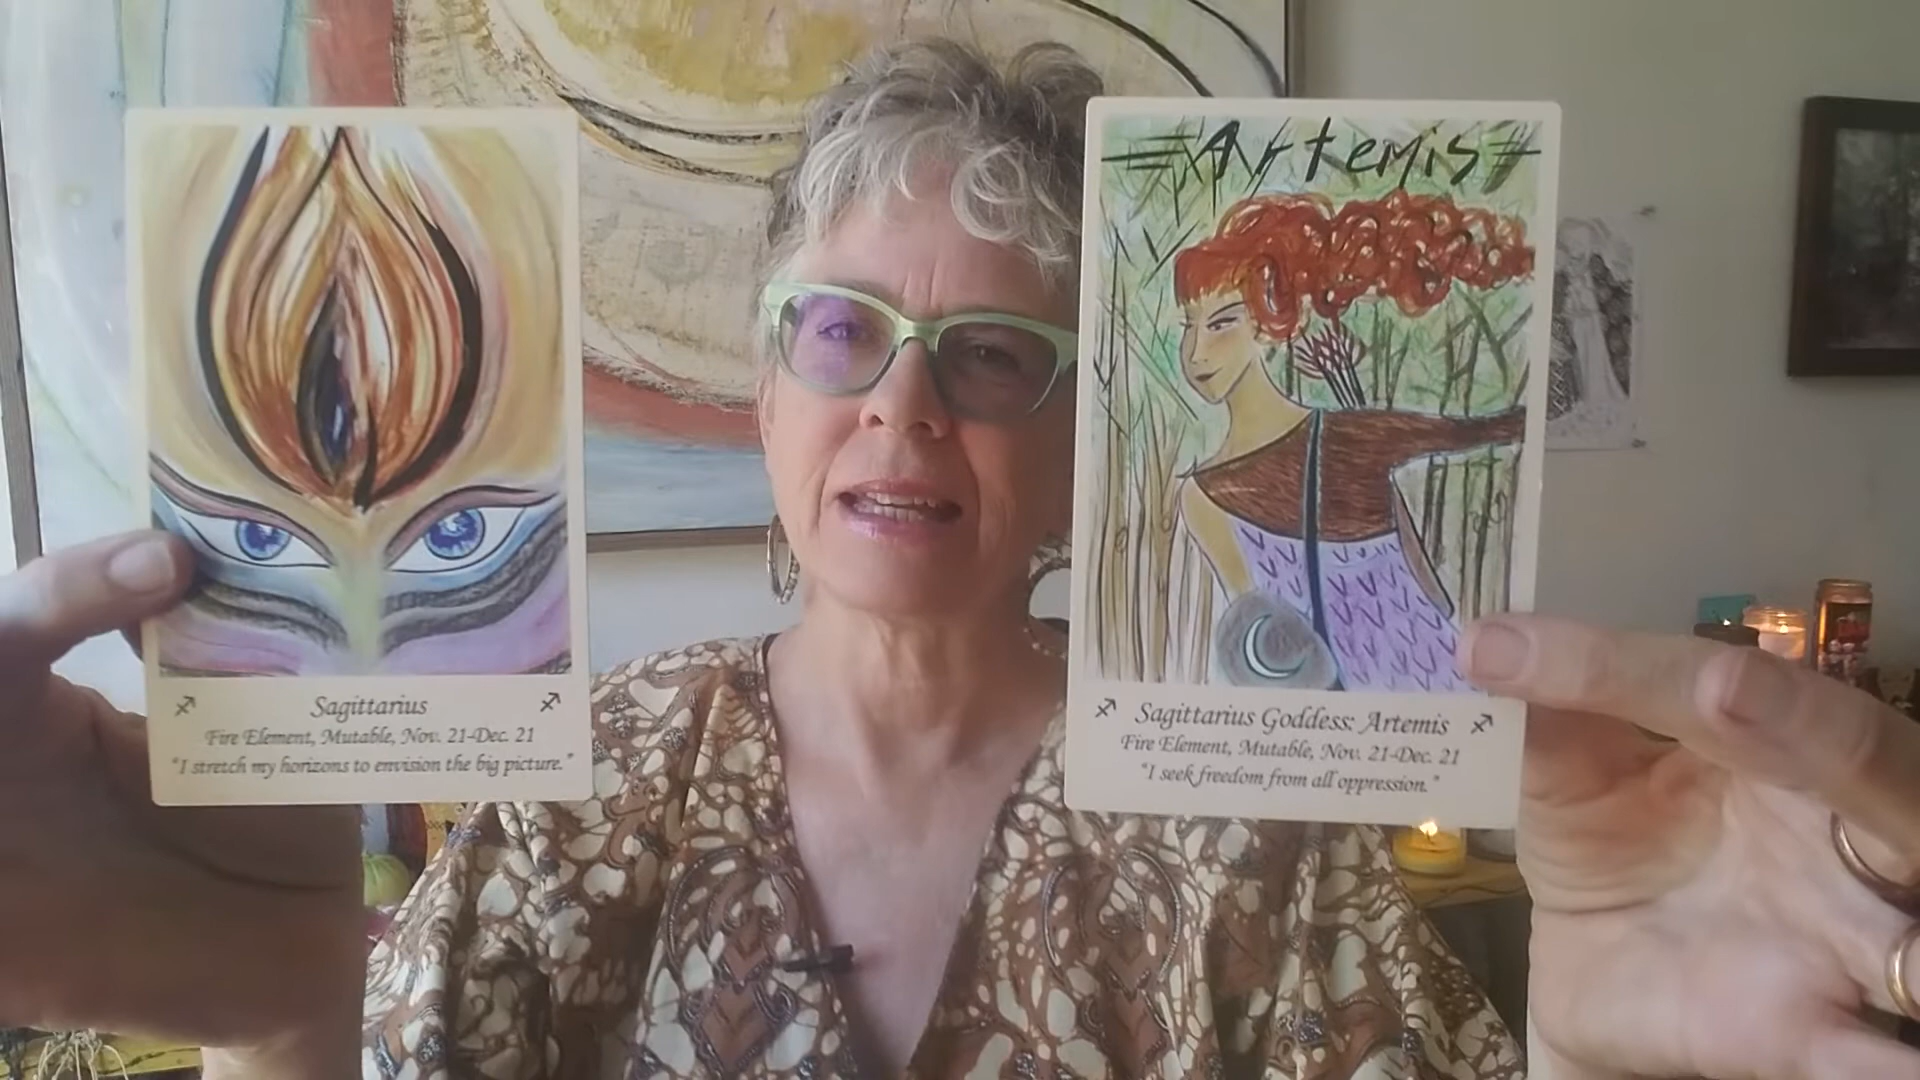 ♐ Sagittarius ♐
Fire Element, Mutable, Nov. 21-Dec. 21
"I stretch my horizons to envision the big picture."
Artemis
♐ Sagittarius Goddess: Artemis ♐
Fire Element, Mutable, Nov. 21-Dec. 21
"I seek freedom from all oppression."